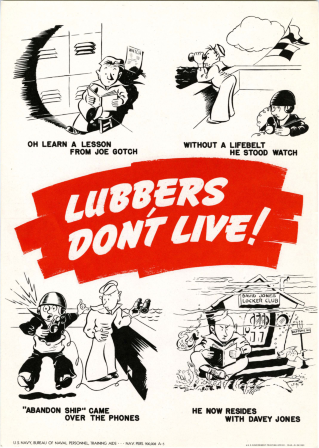 OH LEARN A LESSON
FROM JOE GOTCH
WITHOUT A LIFEBELT
HE STOOD WATCH
LUBBERS
DON'T LIVE!
DAVID JONES
LOCKER CLUB
"ABANDON SHIP" CAME
OVER THE PHONES
HE NOW RESIDES
WITH DAVEY JONES
U S NAVY, BUREAU OF NAVAL PERSONNEL, TRAINING AIDS